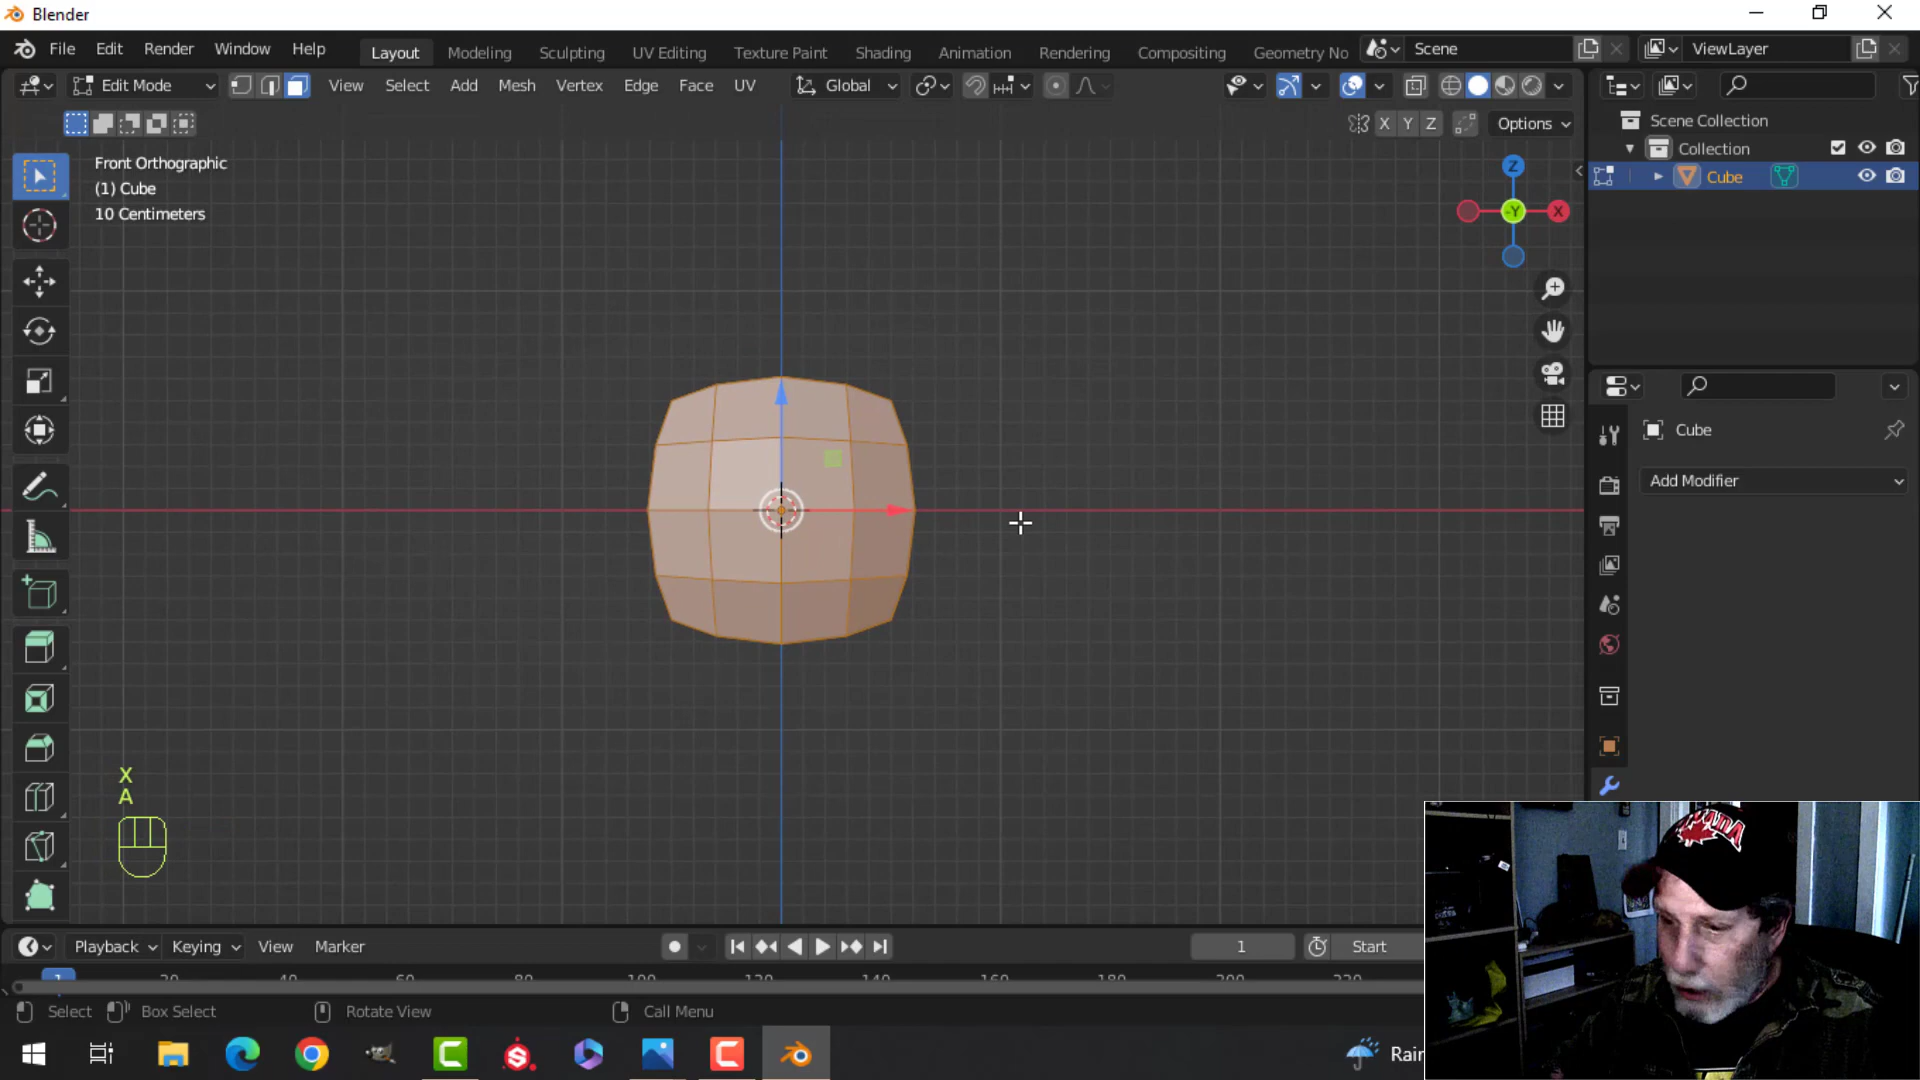 Blender
File Edit Render Window Help Layout Modeling Sculpting UV Editing Texture Paint Shading Animation Rendering Compositing Geometry No Scene ViewLayer
Edit Mode View Select Add Mesh Vertex Edge Face UV Global
X Y Z Options
Front Orthographic
(1) Cube
10 Centimeters
Z
-Y X
Scene Collection
Collection
Cube
Cube
Add Modifier
X
A
Playback Keying View Marker 1 Start
1 20 40 60 80 100 120 140 160 180 200 220
Select Box Select Rotate View Call Menu
Rain